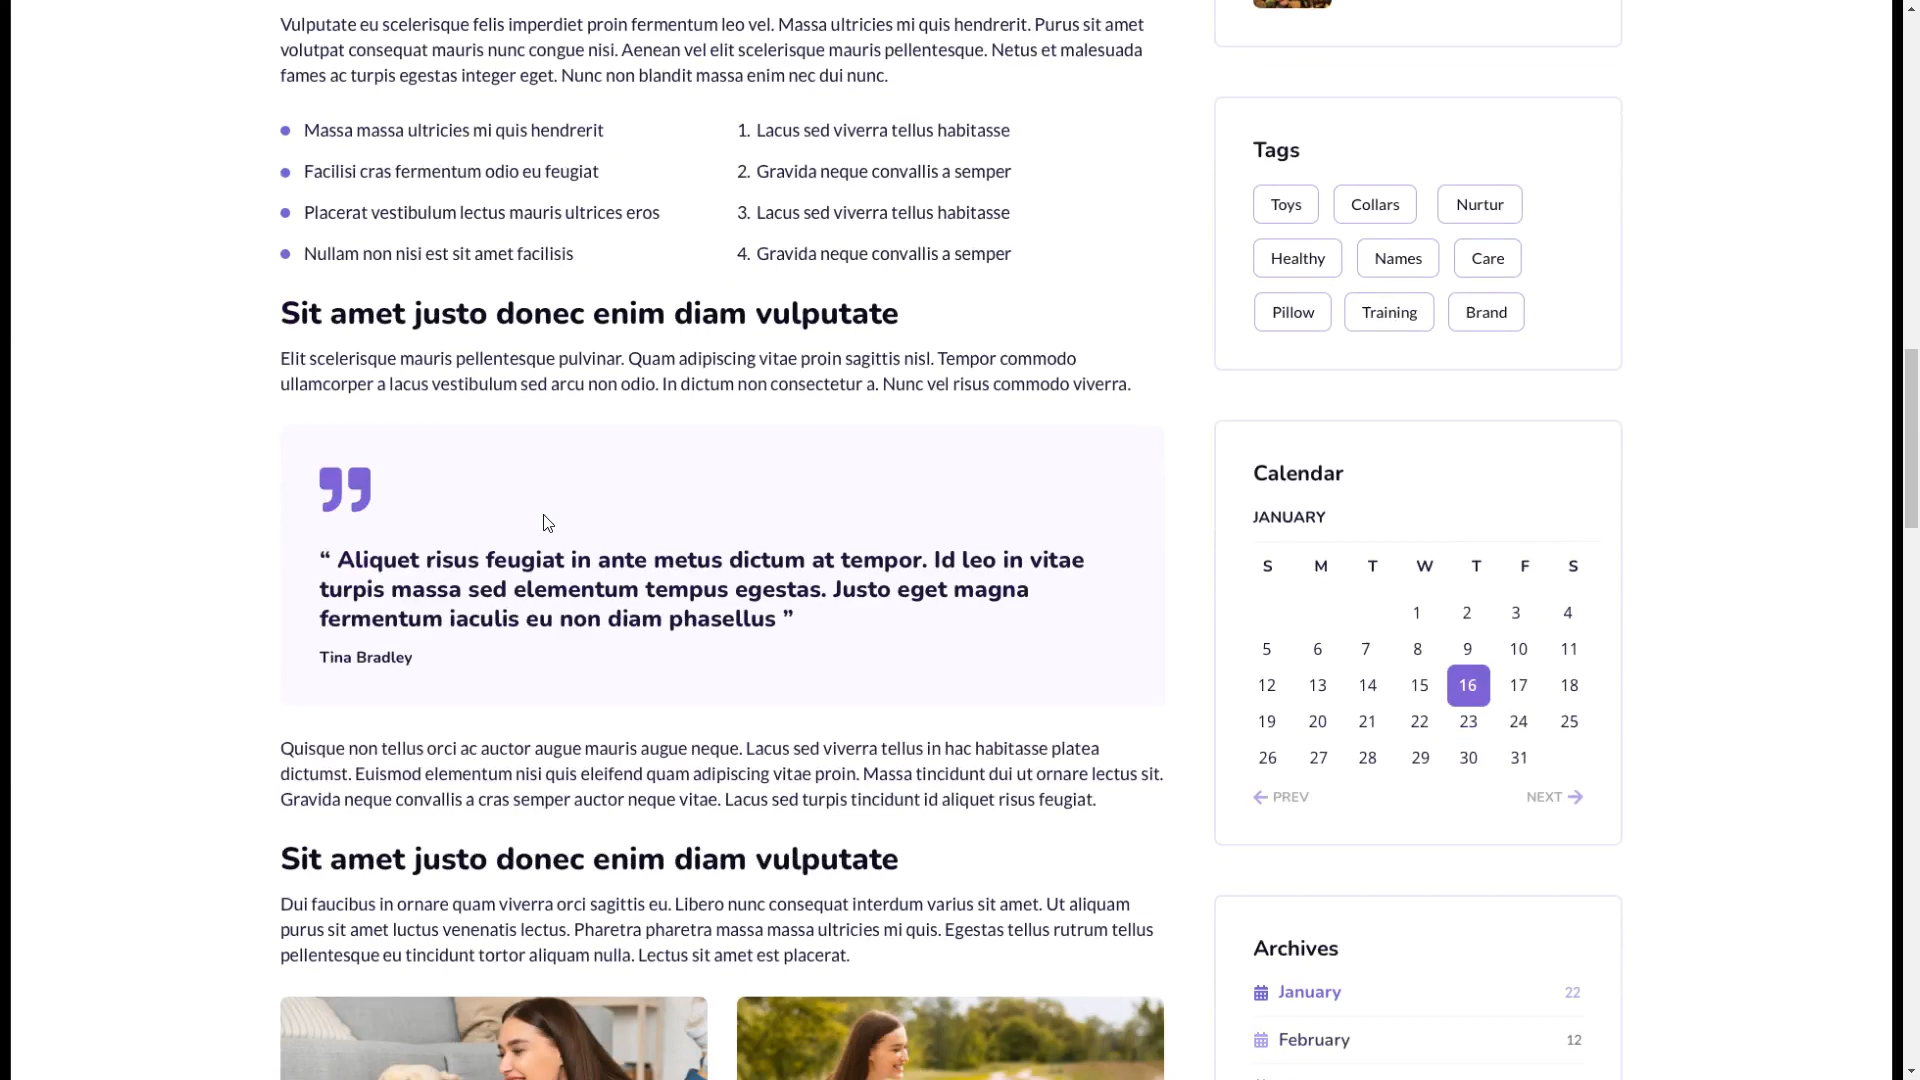 Vulputate eu scelerisque felis imperdiet proin fermentum leo vel. Massa ultricies mi quis hendrerit. Purus sit amet
volutpat consequat mauris nunc congue nisi. Aenean vel elit scelerisque mauris pellentesque. Netus et malesuada
fames ac turpis egestas integer eget. Nunc non blandit massa enim nec dui nunc.
Massa massa ultricies mi quis hendrerit
Facilisi cras fermentum odio eu feugiat
Placerat vestibulum lectus mauris ultrices eros
Nullam non nisi est sit amet facilisis
1. Lacus sed viverra tellus habitasse
2. Gravida neque convallis a semper
3. Lacus sed viverra tellus habitasse
4. Gravida neque convallis a semper
Sit amet justo donec enim diam vulputate
Elit scelerisque mauris pellentesque pulvinar. Quam adipiscing vitae proin sagittis nisl. Tempor commodo
ullamcorper a lacus vestibulum sed arcu non odio. In dictum non consectetur a. Nunc vel risus commodo viverra.
“ Aliquet risus feugiat in ante metus dictum at tempor. Id leo in vitae
turpis massa sed elementum tempus egestas. Justo eget magna
fermentum iaculis eu non diam phasellus ”
Tina Bradley
Quisque non tellus orci ac auctor augue mauris augue neque. Lacus sed viverra tellus in hac habitasse platea
dictumst. Euismod elementum nisi quis eleifend quam adipiscing vitae proin. Massa tincidunt dui ut ornare lectus sit.
Gravida neque convallis a cras semper auctor neque vitae. Lacus sed turpis tincidunt id aliquet risus feugiat.
Sit amet justo donec enim diam vulputate
Dui faucibus in ornare quam viverra orci sagittis eu. Libero nunc consequat interdum varius sit amet. Ut aliquam
purus sit amet luctus venenatis lectus. Pharetra pharetra massa massa ultricies mi quis. Egestas tellus rutrum tellus
pellentesque eu tincidunt tortor aliquam nulla. Lectus sit amet est placerat.
Tags
Toys Collars Nurtur
Healthy Names Care
Pillow Training Brand
Calendar
JANUARY
S M T W T F S
1 2 3 4
5 6 7 8 9 10 11
12 13 14 15 16 17 18
19 20 21 22 23 24 25
26 27 28 29 30 31
PREV NEXT
Archives
January 22
February 12